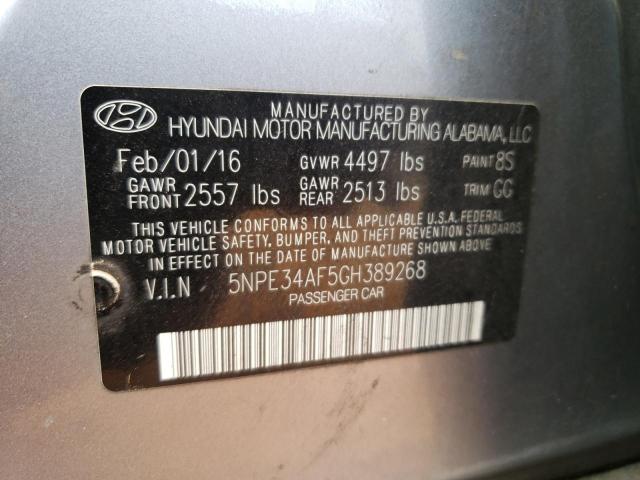 MANUFACTURED BY
HYUNDAI MOTOR MANUFACTURING ALABAMA, LLC
Feb/01/16 GVWR 4497 lbs PAINT 8S
GAWR FRONT 2557 lbs GAWR REAR 2513 lbs TRIM GG
THIS VEHICLE CONFORMS TO ALL APPLICABLE U.S.A. FEDERAL
MOTOR VEHICLE SAFETY, BUMPER, AND THEFT PREVENTION STANDARDS
IN EFFECT ON THE DATE OF MANUFACTURE SHOWN ABOVE.
V.I.N 5NPE34AF5GH389268
PASSENGER CAR